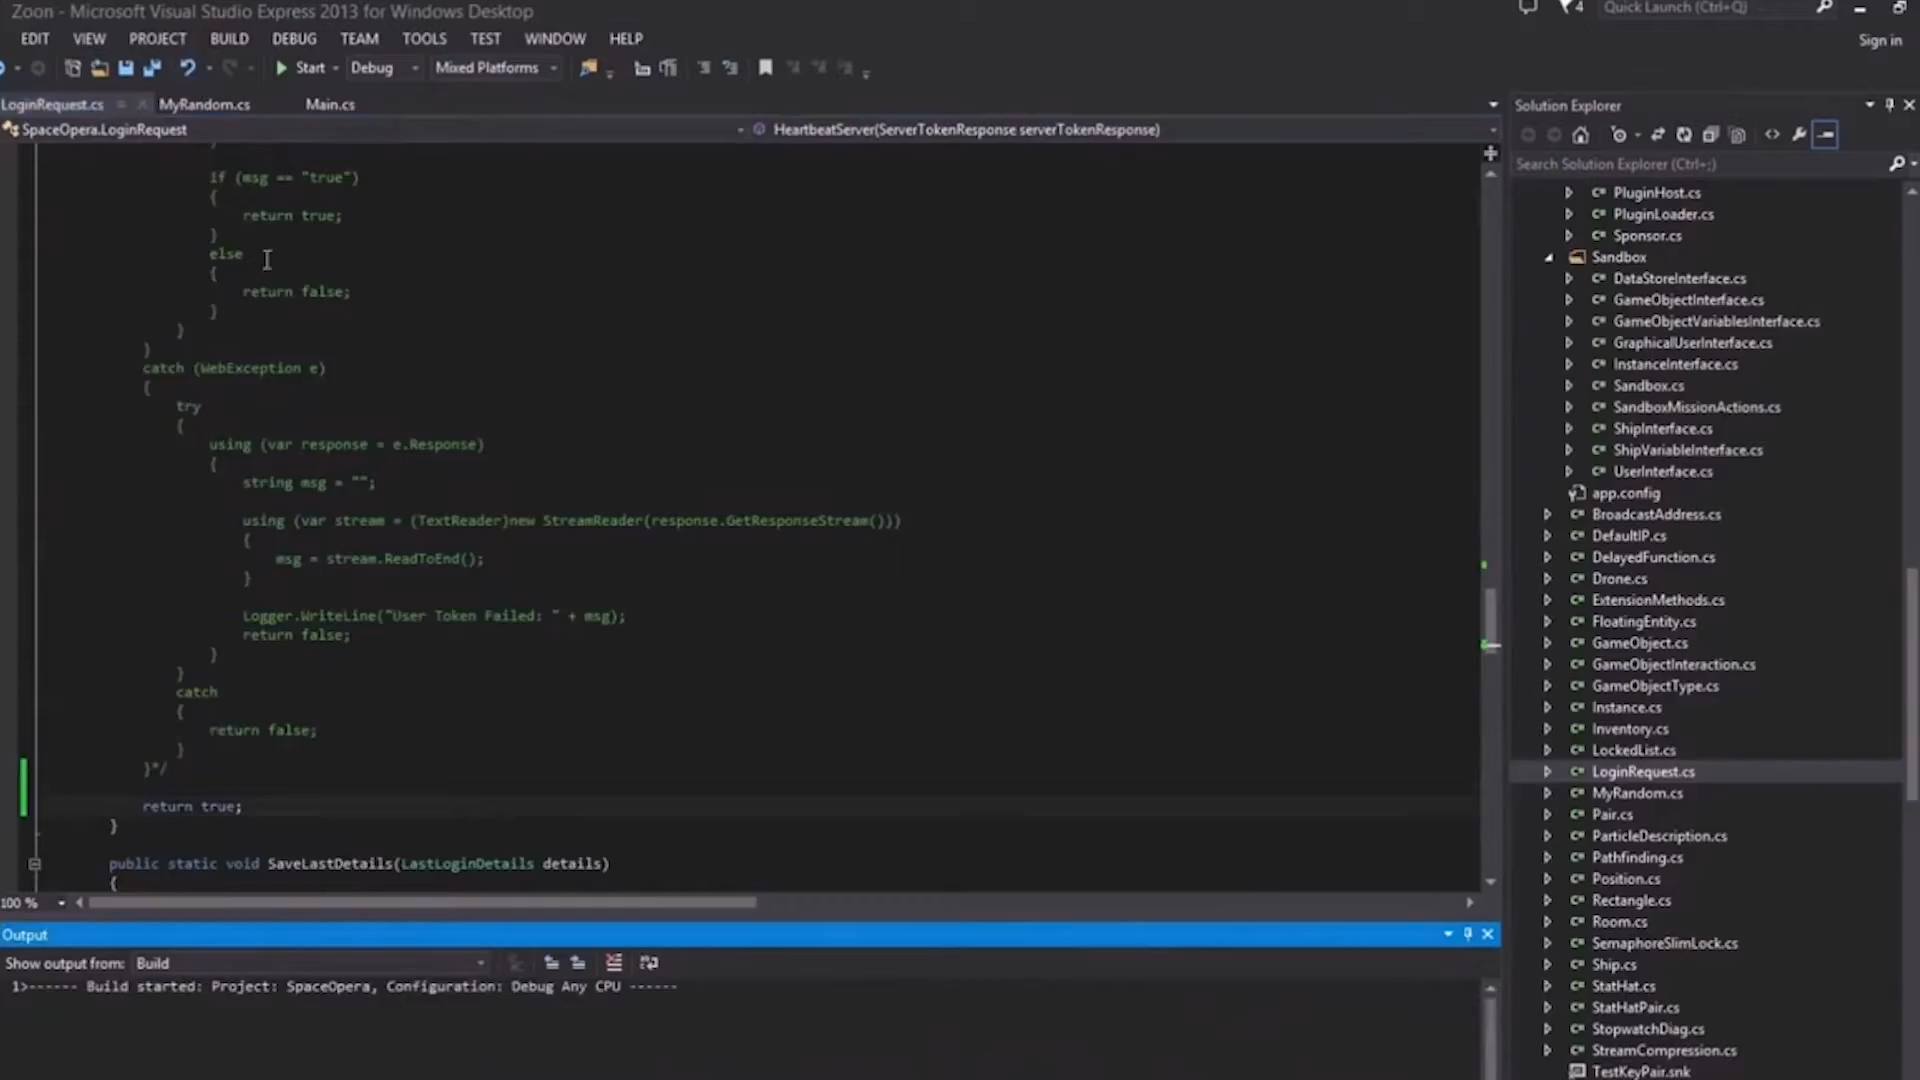 Zoon - Microsoft Visual Studio Express 2013 for Windows Desktop
4
Quick Launch (Ctrl+Q)
EDIT VIEW PROJECT BUILD DEBUG TEAM TOOLS TEST WINDOW HELP
Sign in
Start Debug Mixed Platforms
LoginRequest.cs MyRandom.cs Main.cs
SpaceOpera.LoginRequest HeartbeatServer(ServerTokenResponse serverTokenResponse)
}
if (msg == "true")
{
return true;
}
else
{
return false;
}
}
}
catch (WebException e)
{
try
{
using (var response = e.Response)
{
string msg = "";
using (var stream = (TextReader)new StreamReader(response.GetResponseStream()))
{
msg = stream.ReadToEnd();
}
Logger.WriteLine("User Token Failed: " + msg);
return false;
}
}
catch
{
return false;
}
}*/
return true;
}
public static void SaveLastDetails(LastLoginDetails details)
{
100 %
Output
Show output from: Build
1>------ Build started: Project: SpaceOpera, Configuration: Debug Any CPU ------
Solution Explorer
Search Solution Explorer (Ctrl+;)
C# PluginHost.cs
C# PluginLoader.cs
C# Sponsor.cs
Sandbox
C# DataStoreInterface.cs
C# GameObjectInterface.cs
C# GameObjectVariablesInterface.cs
C# GraphicalUserInterface.cs
C# InstanceInterface.cs
C# Sandbox.cs
C# SandboxMissionActions.cs
C# ShipInterface.cs
C# ShipVariableInterface.cs
C# UserInterface.cs
app.config
C# BroadcastAddress.cs
C# DefaultIP.cs
C# DelayedFunction.cs
C# Drone.cs
C# ExtensionMethods.cs
C# FloatingEntity.cs
C# GameObject.cs
C# GameObjectInteraction.cs
C# GameObjectType.cs
C# Instance.cs
C# Inventory.cs
C# LockedList.cs
C# LoginRequest.cs
C# MyRandom.cs
C# Pair.cs
C# ParticleDescription.cs
C# Pathfinding.cs
C# Position.cs
C# Rectangle.cs
C# Room.cs
C# SemaphoreSlimLock.cs
C# Ship.cs
C# StatHat.cs
C# StatHatPair.cs
C# StopwatchDiag.cs
C# StreamCompression.cs
TestKeyPair.snk